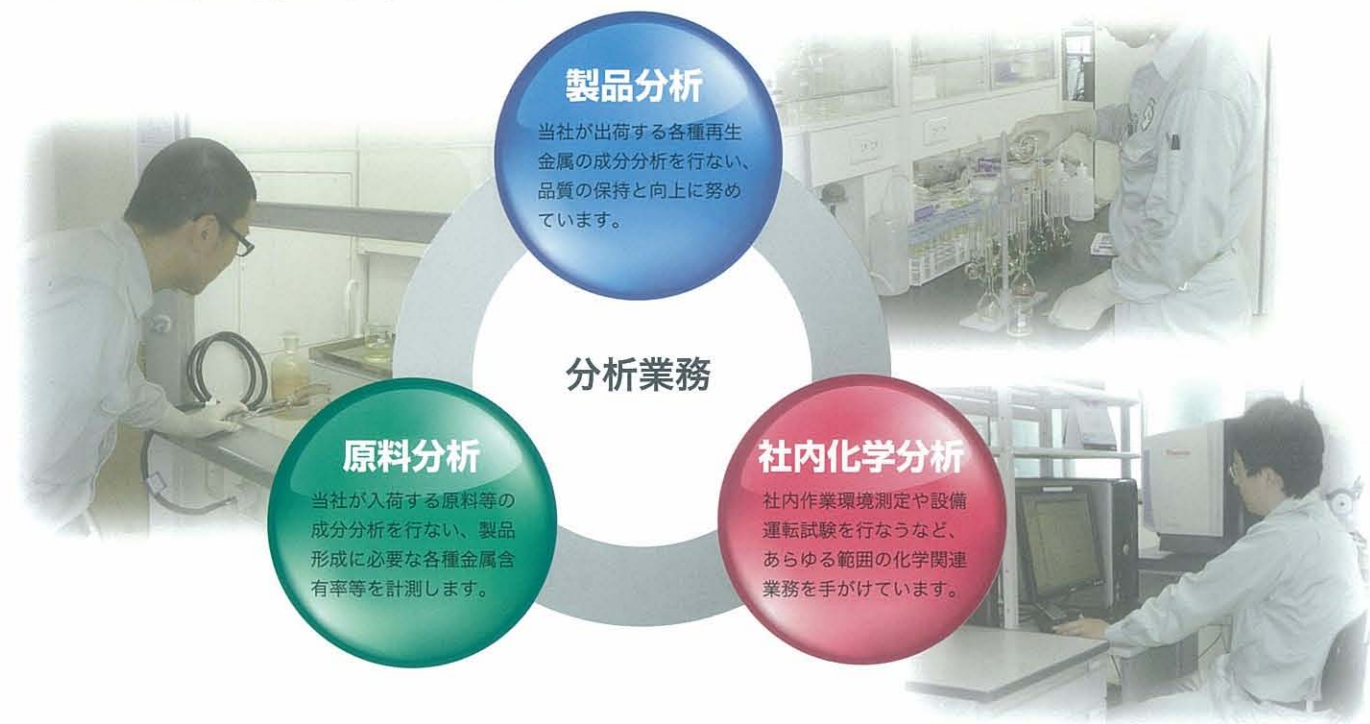 製品分析
当社が出荷する各種再生
金属の成分分析を行ない、
品質の保持と向上に努め
ています。
分析業務
原料分析
当社が入荷する原料等の
成分分析を行ない、製品
形成に必要な各種金属含
有率等を計測します。
社内化学分析
社内作業環境測定や設備
運転試験を行なうなど、
あらゆる範囲の化学関連
業務を手がけています。